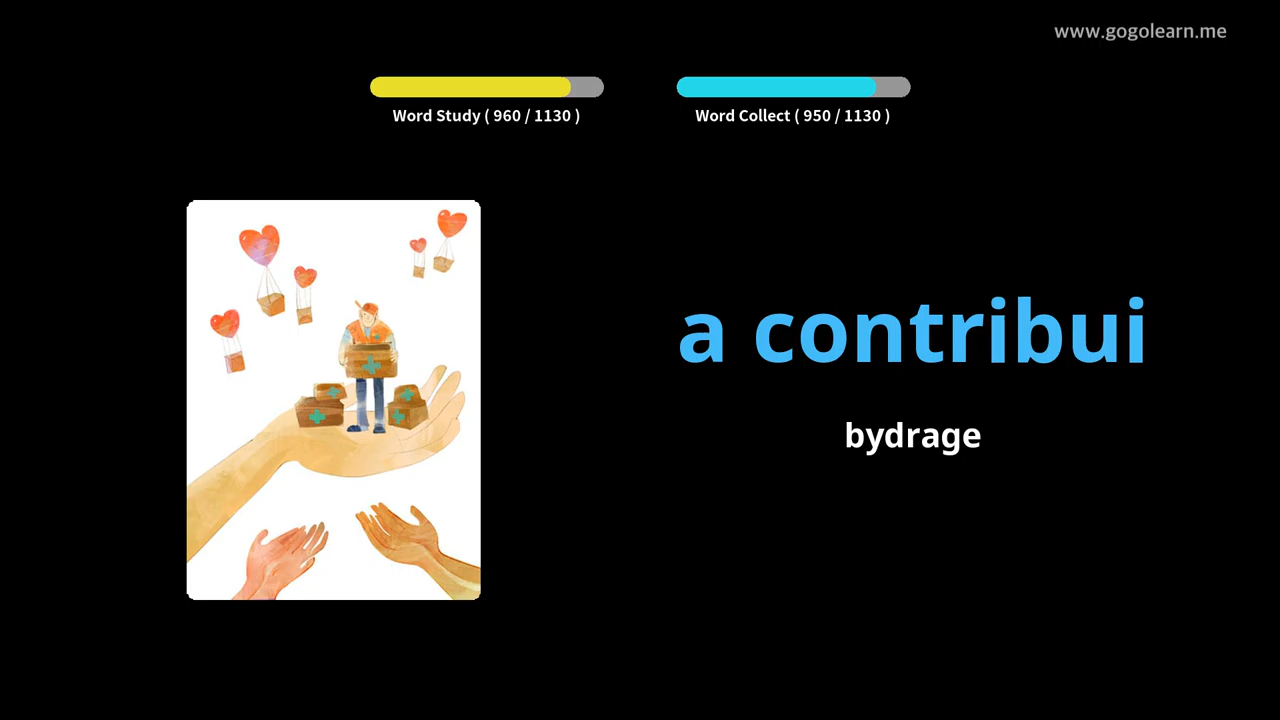 www.gogolearn.me
Word Study ( 960 / 1130 )
Word Collect ( 950 / 1130 )
a contribui
bydrage